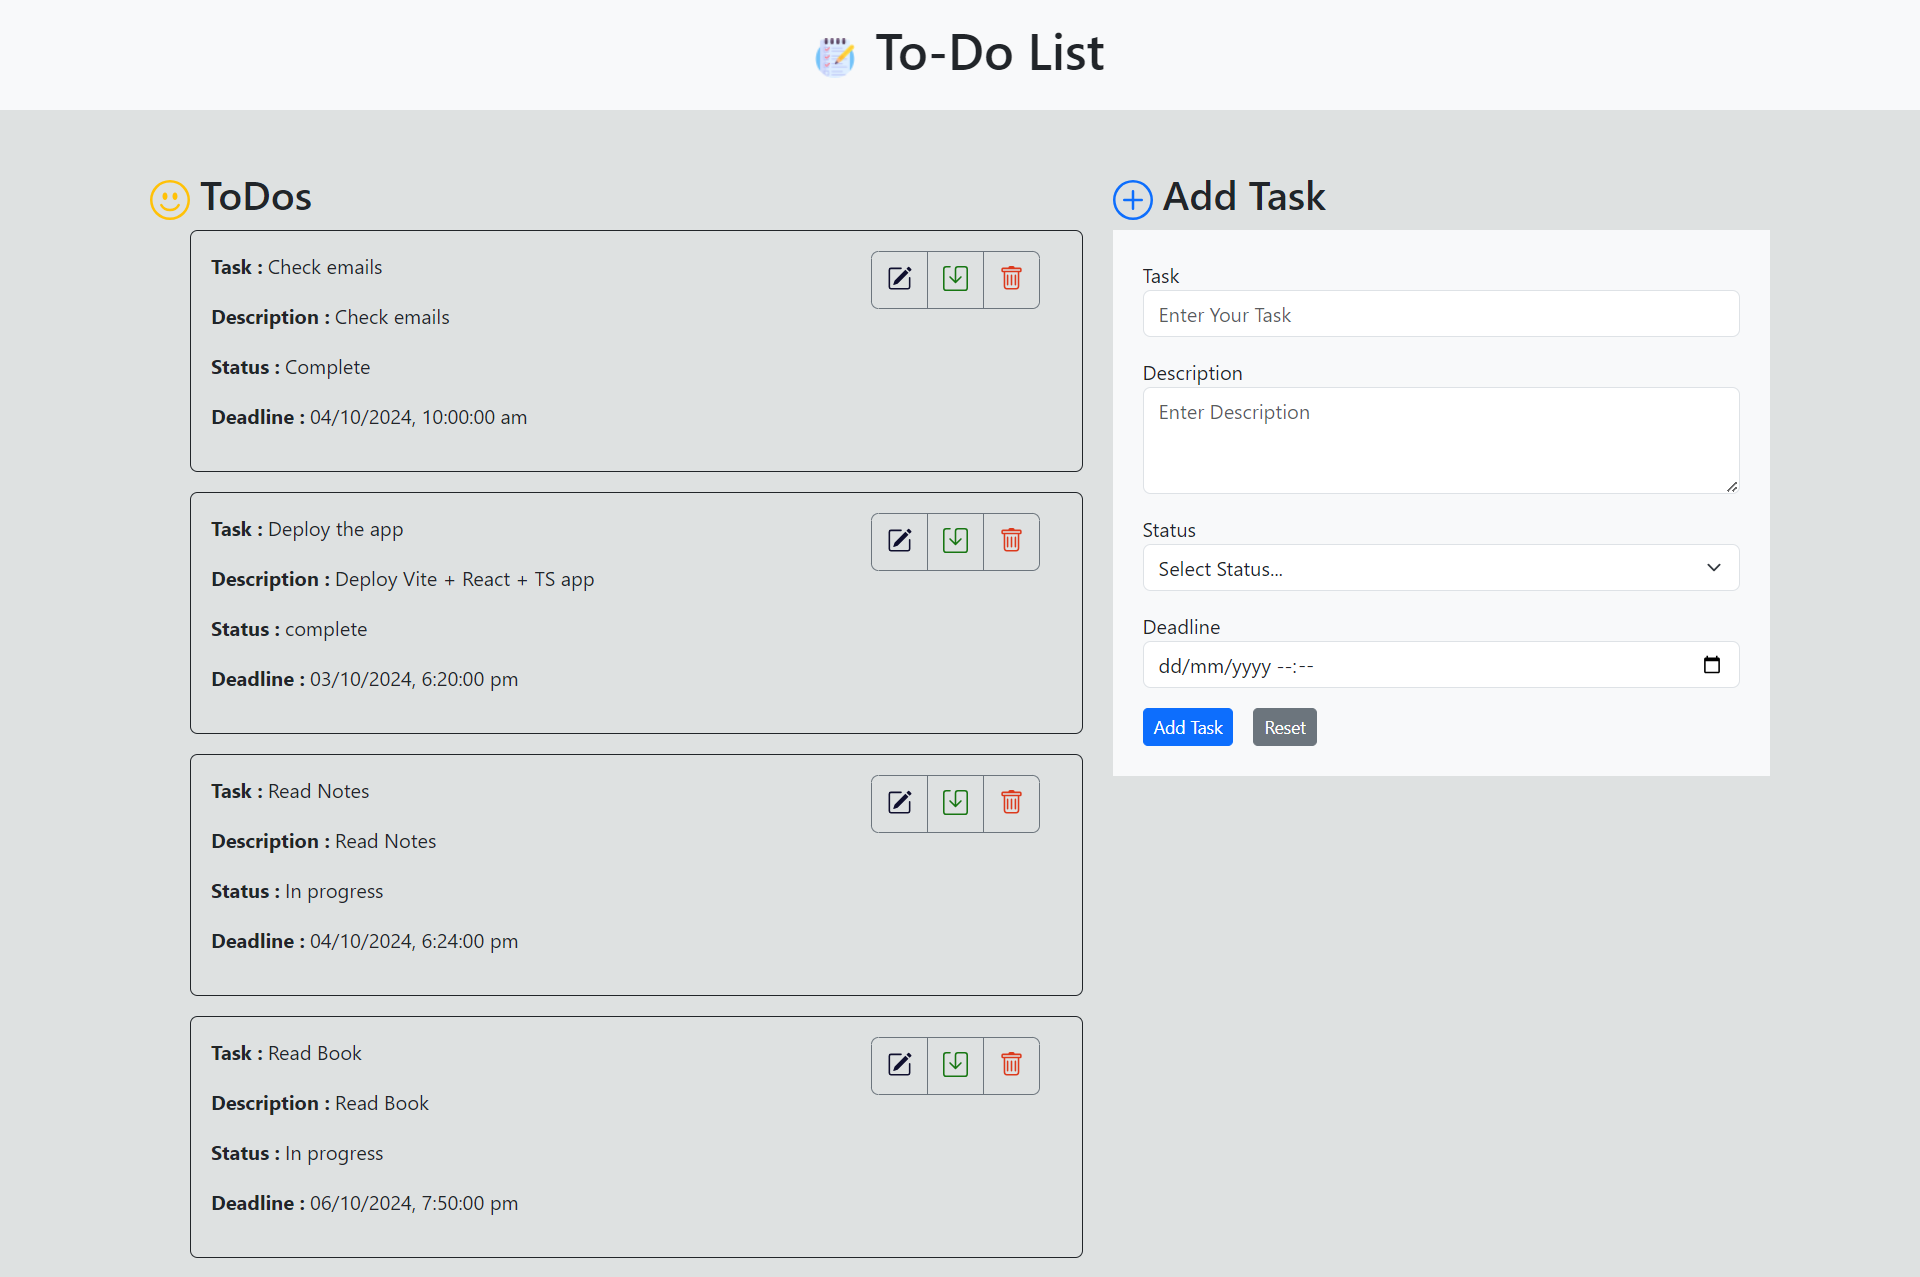 To-Do List
ToDos
Task : Check emails
Description : Check emails
Status : Complete
Deadline : 04/10/2024, 10:00:00 am
Task : Deploy the app
Description : Deploy Vite + React + TS app
Status : complete
Deadline : 03/10/2024, 6:20:00 pm
Task : Read Notes
Description : Read Notes
Status : In progress
Deadline : 04/10/2024, 6:24:00 pm
Task : Read Book
Description : Read Book
Status : In progress
Deadline : 06/10/2024, 7:50:00 pm
Add Task
Task
Enter Your Task
Description
Enter Description
Status
Select Status...
Deadline
dd/mm/yyyy --:--
Add Task Reset